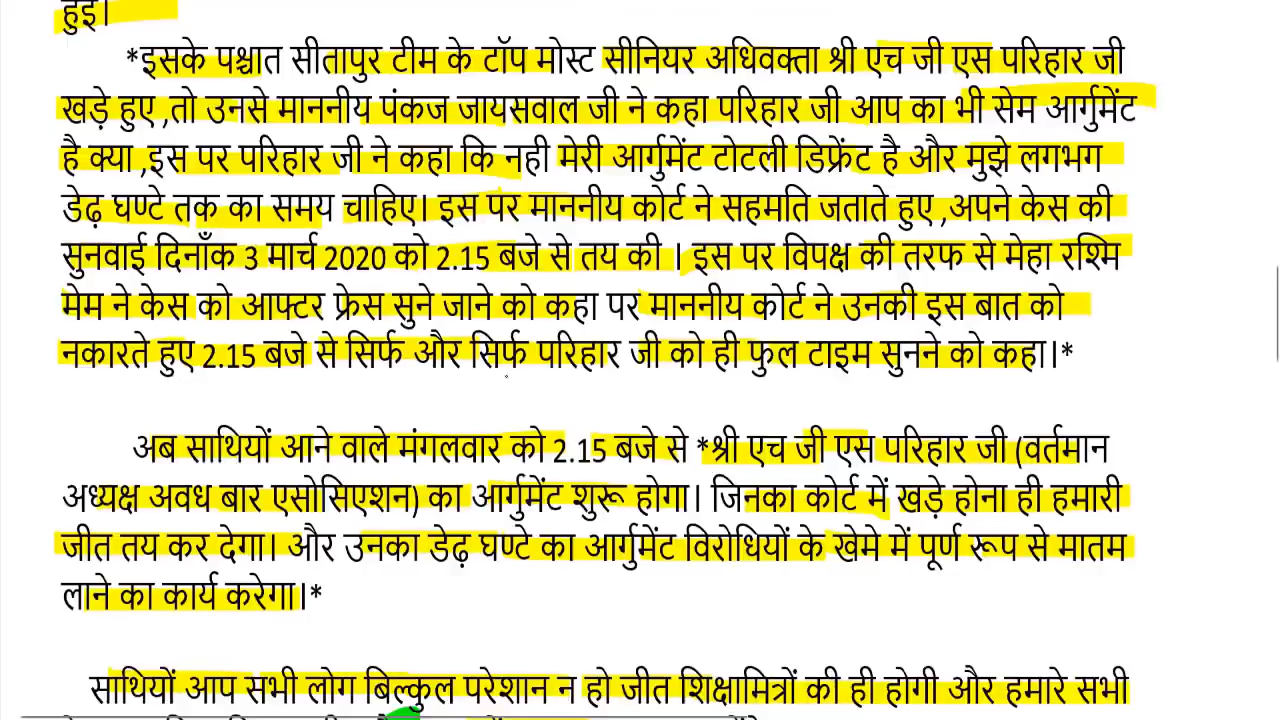 हुई।
*इसके पश्चात सीतापुर टीम के टॉप मोस्ट सीनियर अधिवक्ता श्री एच जी एस परिहार जी
खड़े हुए ,तो उनसे माननीय पंकज जायसवाल जी ने कहा परिहार जी आप का भी सेम आर्गुमेंट
है क्या ,इस पर परिहार जी ने कहा कि नही मेरी आर्गुमेंट टोटली डिफ्रेंट है और मुझे लगभग
डेढ़ घण्टे तक का समय चाहिए। इस पर माननीय कोर्ट ने सहमति जताते हुए ,अपने केस की
सुनवाई दिनाँक 3 मार्च 2020 को 2.15 बजे से तय की । इस पर विपक्ष की तरफ से मेहा रश्मि
मेम ने केस को आफ्टर फ्रेस सुने जाने को कहा पर माननीय कोर्ट ने उनकी इस बात को
नकारते हुए 2.15 बजे से सिर्फ और सिर्फ परिहार जी को ही फुल टाइम सुनने को कहा।*
अब साथियों आने वाले मंगलवार को 2.15 बजे से *श्री एच जी एस परिहार जी (वर्तमान
अध्यक्ष अवध बार एसोसिएशन) का आर्गुमेंट शुरू होगा। जिनका कोर्ट में खड़े होना ही हमारी
जीत तय कर देगा। और उनका डेढ़ घण्टे का आर्गुमेंट विरोधियों के खेमे में पूर्ण रूप से मातम
लाने का कार्य करेगा।*
साथियों आप सभी लोग बिल्कुल परेशान न हो जीत शिक्षामित्रों की ही होगी और हमारे सभी